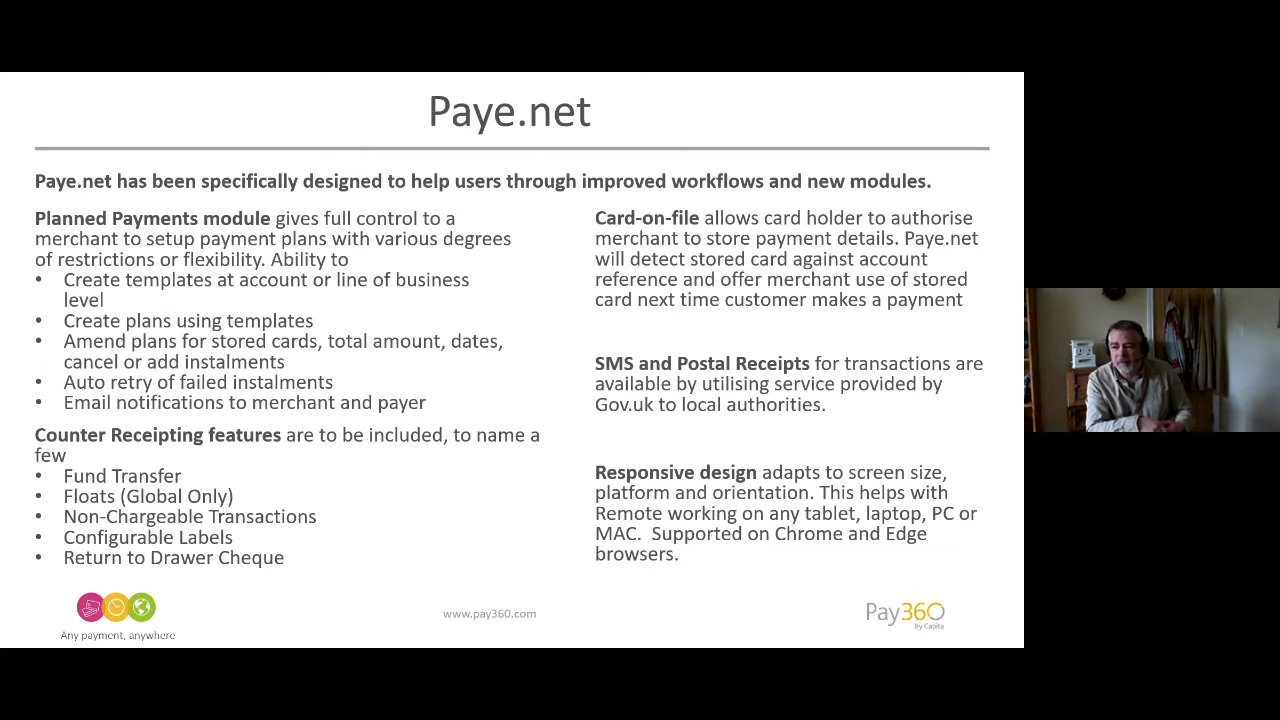 Paye.net
Paye.net has been specifically designed to help users through improved workflows and new modules.
Planned Payments module gives full control to a
merchant to setup payment plans with various degrees
of restrictions or flexibility. Ability to
• Create templates at account or line of business
level
• Create plans using templates
• Amend plans for stored cards, total amount, dates,
cancel or add instalments
• Auto retry of failed instalments
• Email notifications to merchant and payer
Counter Receipting features are to be included, to name a
few
• Fund Transfer
• Floats (Global Only)
• Non-Chargeable Transactions
• Configurable Labels
• Return to Drawer Cheque
Card-on-file allows card holder to authorise
merchant to store payment details. Paye.net
will detect stored card against account
reference and offer merchant use of stored
card next time customer makes a payment
SMS and Postal Receipts for transactions are
available by utilising service provided by
Gov.uk to local authorities.
Responsive design adapts to screen size,
platform and orientation. This helps with
Remote working on any tablet, laptop, PC or
MAC. Supported on Chrome and Edge
browsers.
Any payment, anywhere
www.pay360.com
Pay360
by Capita